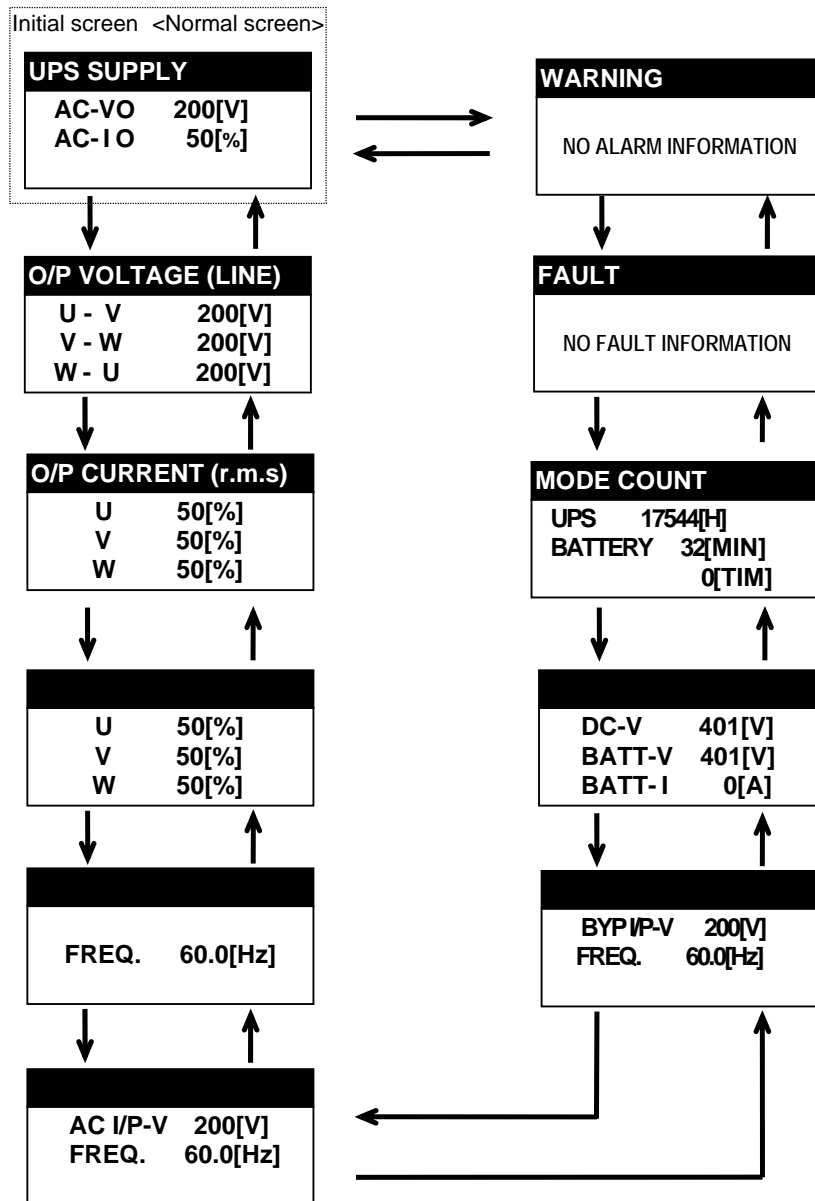 Initial screen <Normal screen>
UPS SUPPLY
AC-VO 200[V]
AC-IO 50[%]
O/P VOLTAGE (LINE)
U - V 200[V]
V - W 200[V]
W - U 200[V]
O/P CURRENT (r.m.s)
U 50[%]
V 50[%]
W 50[%]
U 50[%]
V 50[%]
W 50[%]
FREQ. 60.0[Hz]
AC I/P-V 200[V]
FREQ. 60.0[Hz]
WARNING
NO ALARM INFORMATION
FAULT
NO FAULT INFORMATION
MODE COUNT
UPS 17544[H]
BATTERY 32[MIN]
0[TIM]
DC-V 401[V]
BATT-V 401[V]
BATT-I 0[A]
BYP I/P-V 200[V]
FREQ. 60.0[Hz]